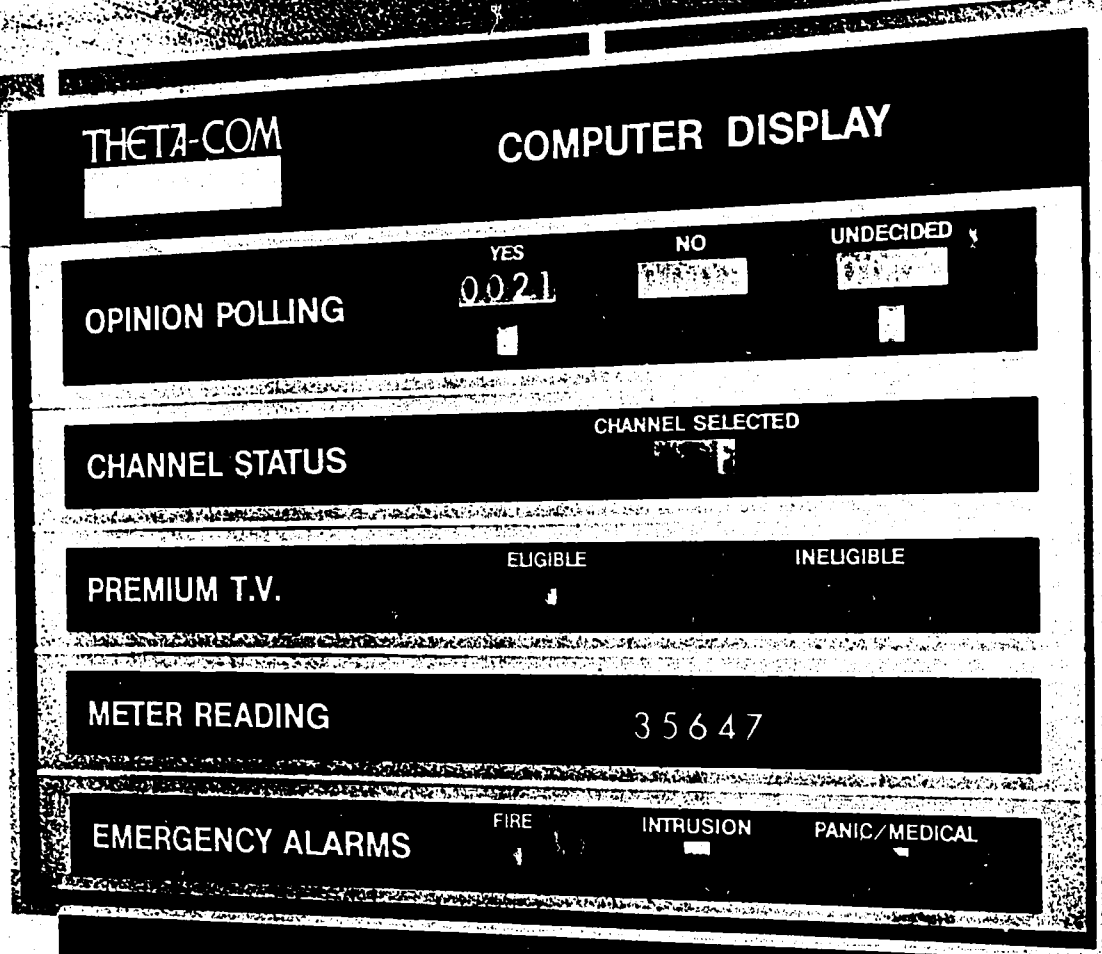 THETA-COM
COMPUTER DISPLAY
OPINION POLLING
YES
NO
UNDECIDED
0021
CHANNEL STATUS
CHANNEL SELECTED
PREMIUM T.V.
ELIGIBLE
INELIGIBLE
METER READING
35647
EMERGENCY ALARMS
FIRE
INTRUSION
PANIC/MEDICAL